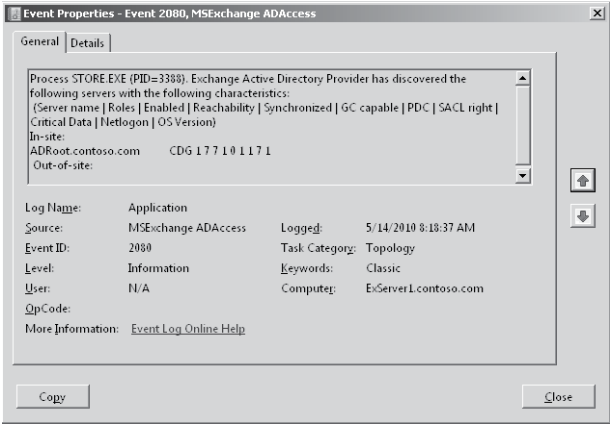 Event Properties - Event 2080, MSExchange ADAccess
General Details
Process STORE.EXE (PID=3388). Exchange Active Directory Provider has discovered the
following servers with the following characteristics:
(Server name | Roles | Enabled | Reachability | Synchronized | GC capable | PDC | SACL right |
Critical Data | Netlogon | OS Version)
In-site:
ADRoot.contoso.com CDG 1 7 7 1 0 1 1 7 1
Out-of-site:
Log Name: Application
Source: MSExchange ADAccess Logged: 5/14/2010 8:18:37 AM
Event ID: 2080 Task Category: Topology
Level: Information Keywords: Classic
User: N/A Computer: ExServer1.contoso.com
OpCode:
More Information: Event Log Online Help
Copy Close